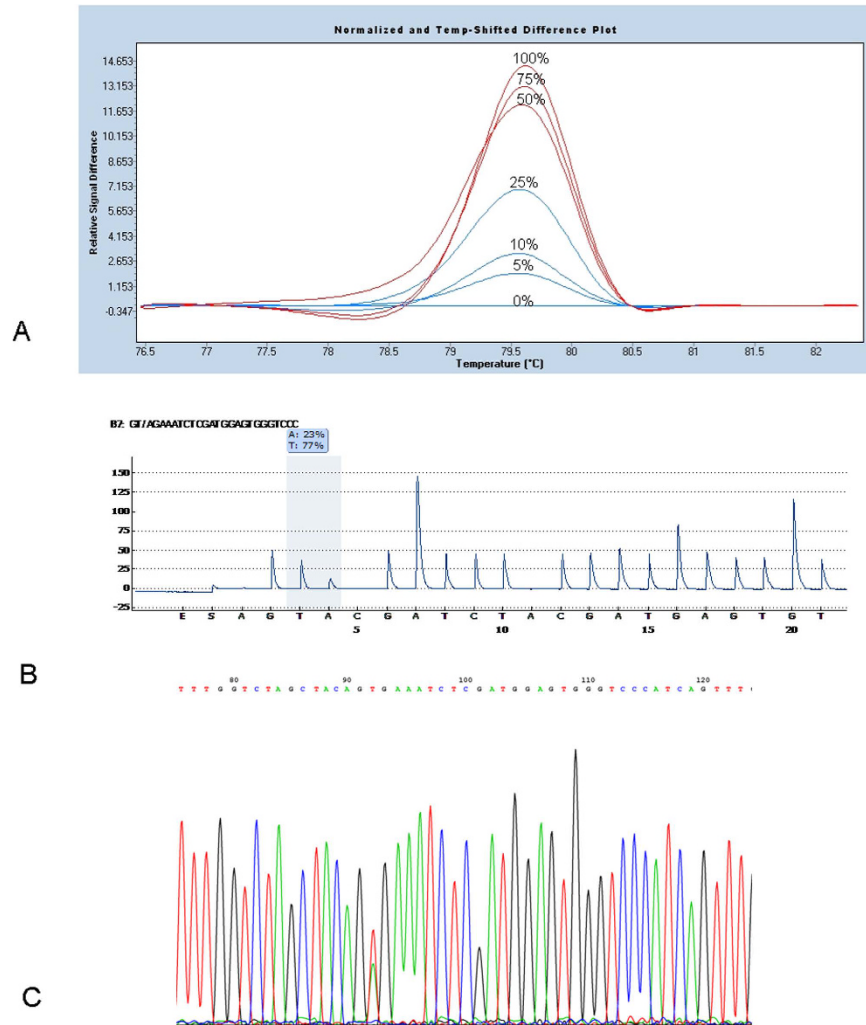 Normalized and Temp-Shifted Difference Plot
Relative Signal Difference
14.653
13.153
11.653
10.153
8.653
7.153
5.653
4.153
2.653
1.153
-0.347
100%
75%
50%
25%
10%
5%
0%
76.5 77 77.5 78 78.5 79 79.5 80 80.5 81 81.5 82
Temperature (°C)
A
B7: GT/AGAAATCTCGATGGAGTGGGTCCC
A: 23%
T: 77%
150
125
100
75
50
25
0
-25
E S A G T A C G A T C T A C G A T G A G T G T
5 10 15 20
B
80 90 100 110 120
T T T G G T C T A G C T A C A G T G A A A T C T C G A T G G A G T G G G T C C C A T C A G T T T
C